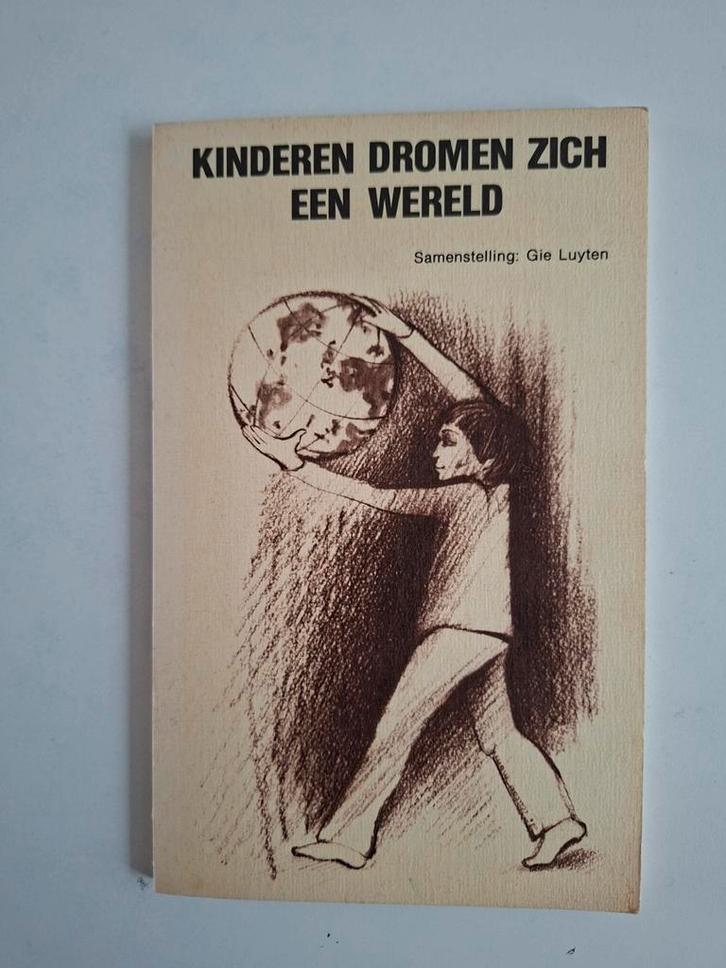 KINDEREN DROMEN ZICH
EEN WERELD
Samenstelling: Gie Luyten